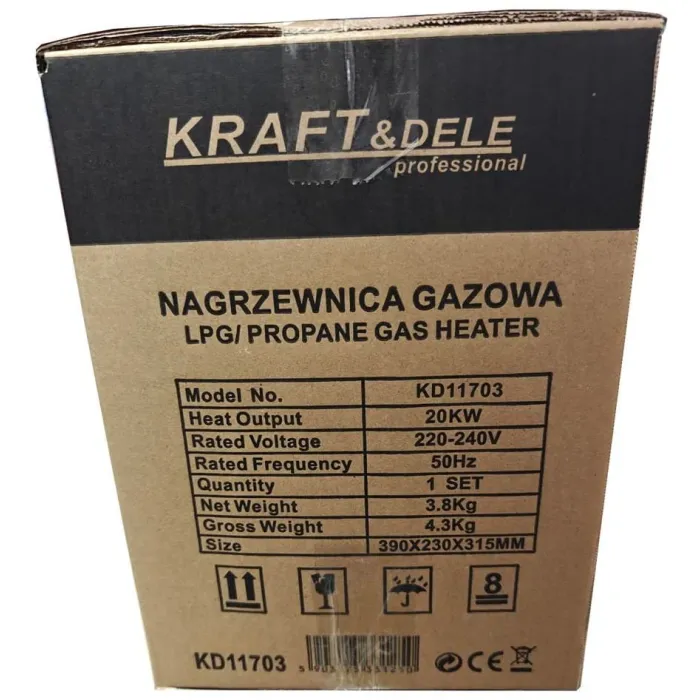 KRAFT&DELE
professional
NAGRZEWNICA GAZOWA
LPG/ PROPANE GAS HEATER
Model No. KD11703
Heat Output 20KW
Rated Voltage 220-240V
Rated Frequency 50Hz
Quantity 1 SET
Net Weight 3.8Kg
Gross Weight 4.3Kg
Size 390X230X315MM
8
KD11703
CE